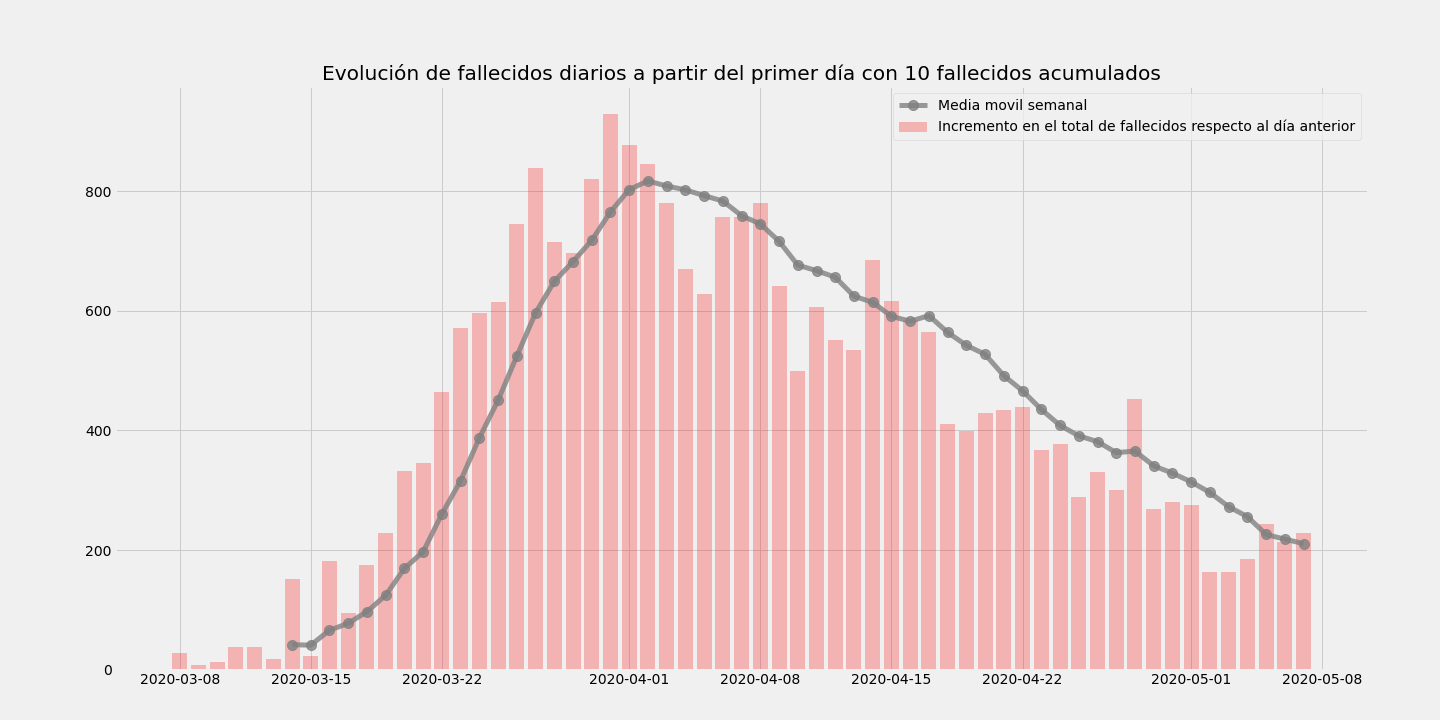 Evolución de fallecidos diarios a partir del primer día con 10 fallecidos acumulados
Media movil semanal
Incremento en el total de fallecidos respecto al día anterior
800
600
400
200
0
2020-03-08 2020-03-15 2020-03-22 2020-04-01 2020-04-08 2020-04-15 2020-04-22 2020-05-01 2020-05-08